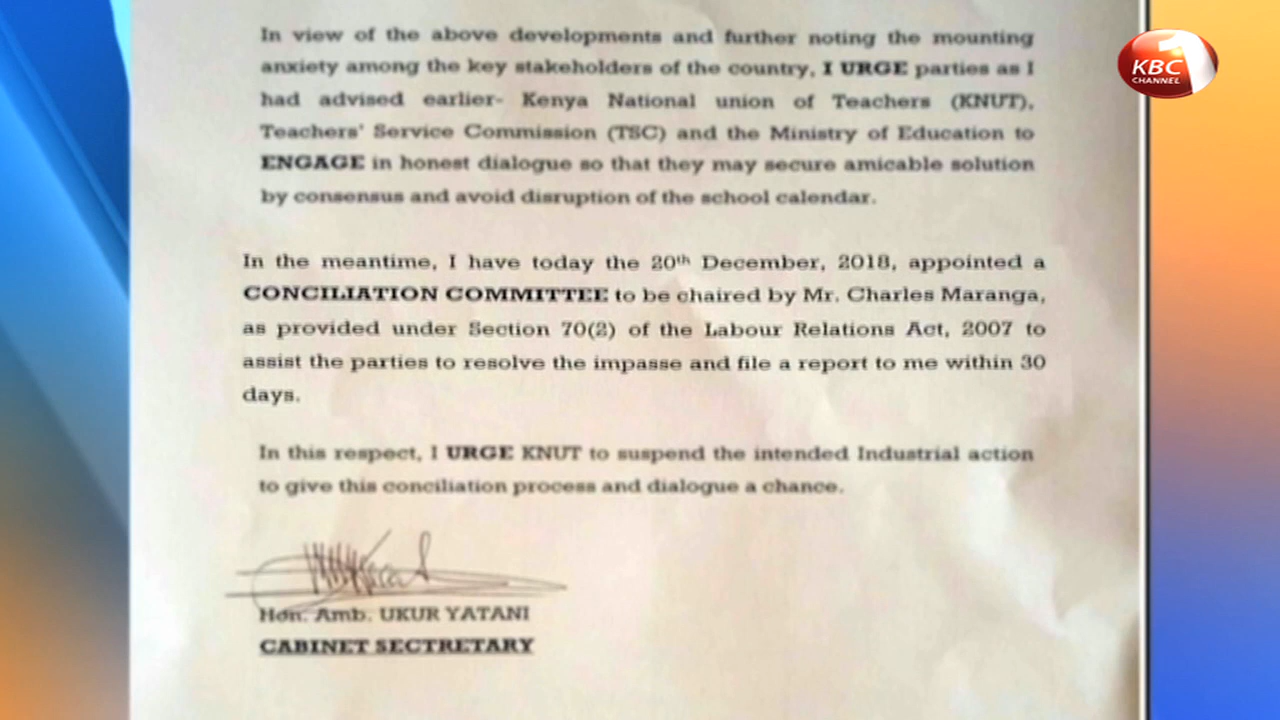 In view of the above developments and further noting the mounting
anxiety among the key stakeholders of the country, I URGE parties as I
had advised earlier- Kenya National union of Teachers (KNUT),
Teachers' Service Commission (TSC) and the Ministry of Education to
ENGAGE in honest dialogue so that they may secure amicable solution
by consensus and avoid disruption of the school calendar.
In the meantime, I have today the 20th December, 2018, appointed a
CONCILIATION COMMITTEE to be chaired by Mr. Charles Maranga,
as provided under Section 70(2) of the Labour Relations Act, 2007 to
assist the parties to resolve the impasse and file a report to me within 30
days.
In this respect, I URGE KNUT to suspend the intended Industrial action
to give this conciliation process and dialogue a chance.
Hon. Amb. UKUR YATANI
CABINET SECTRETARY
KBC 1
CHANNEL